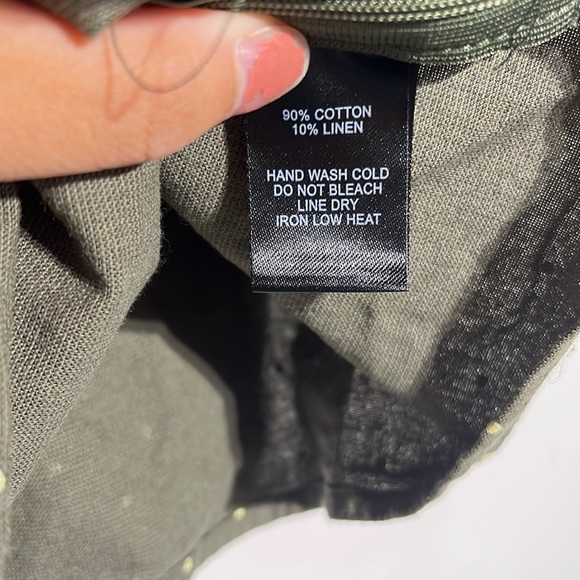 90% COTTON
10% LINEN
HAND WASH COLD
DO NOT BLEACH
LINE DRY
IRON LOW HEAT